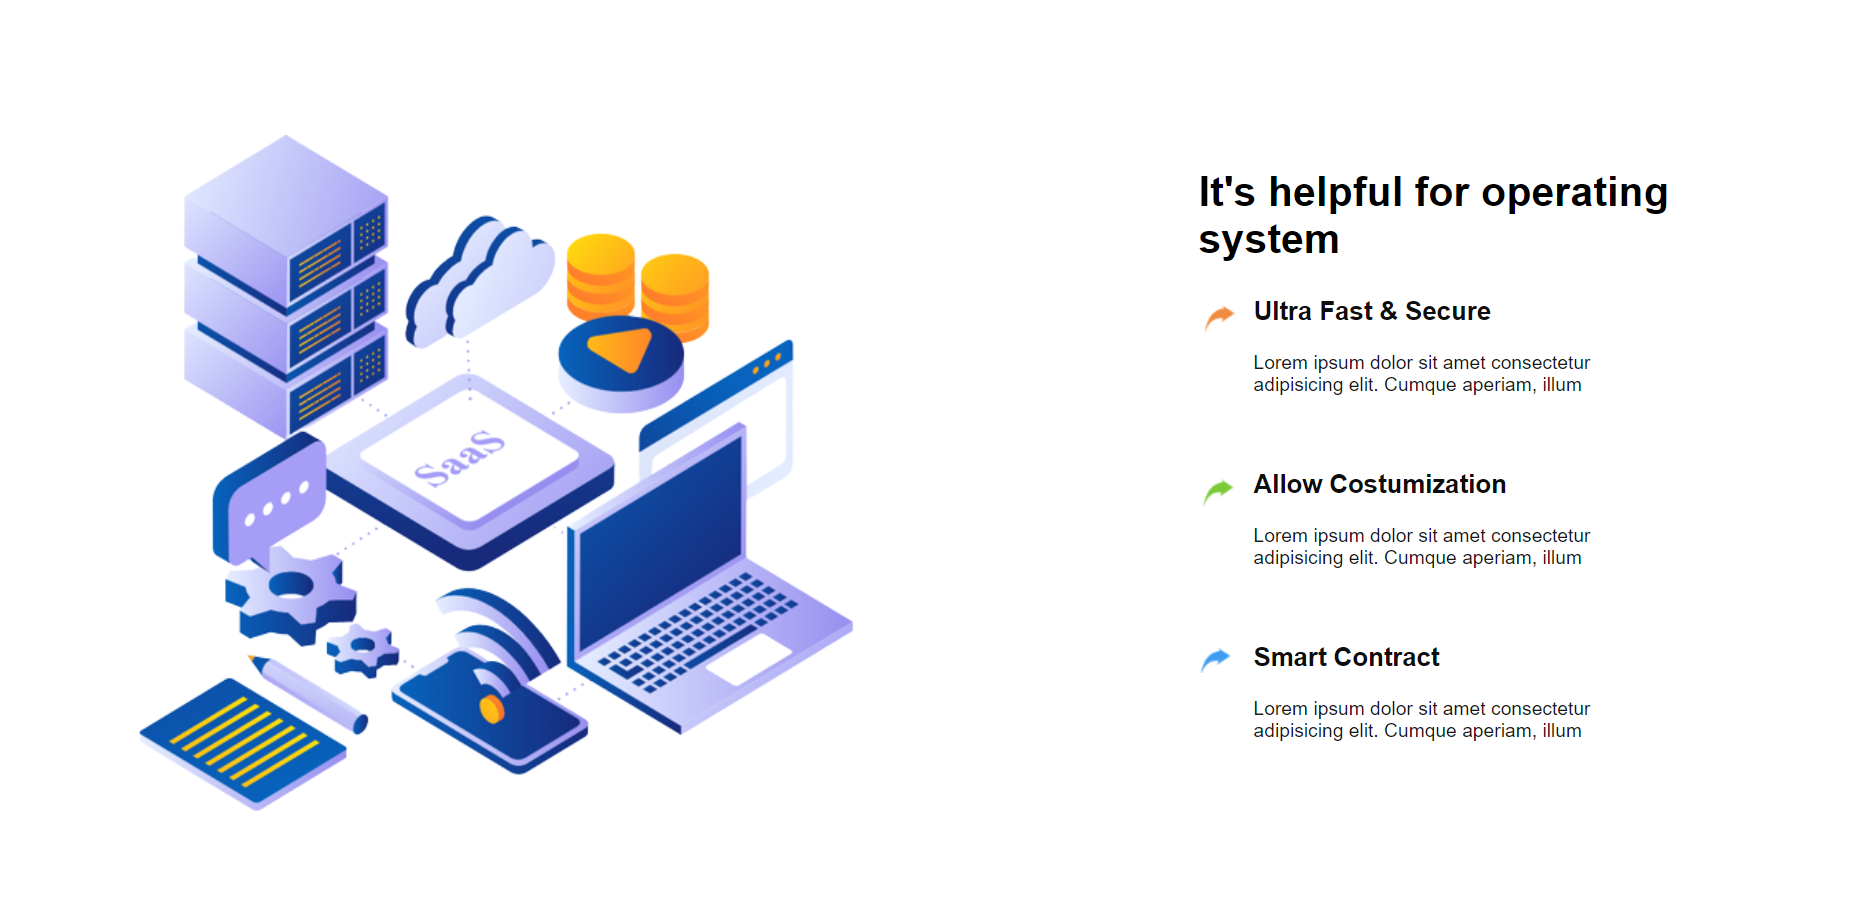 SaaS
It's helpful for operating
system
Ultra Fast & Secure
Lorem ipsum dolor sit amet consectetur
adipisicing elit. Cumque aperiam, illum
Allow Costumization
Lorem ipsum dolor sit amet consectetur
adipisicing elit. Cumque aperiam, illum
Smart Contract
Lorem ipsum dolor sit amet consectetur
adipisicing elit. Cumque aperiam, illum